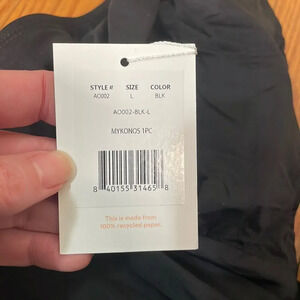 STYLE # SIZE COLOR
AO002 L BLK
AO002-BLK-L
MYKONOS 1PC
8 40155 31465 8
This is made from
100% recycled paper.